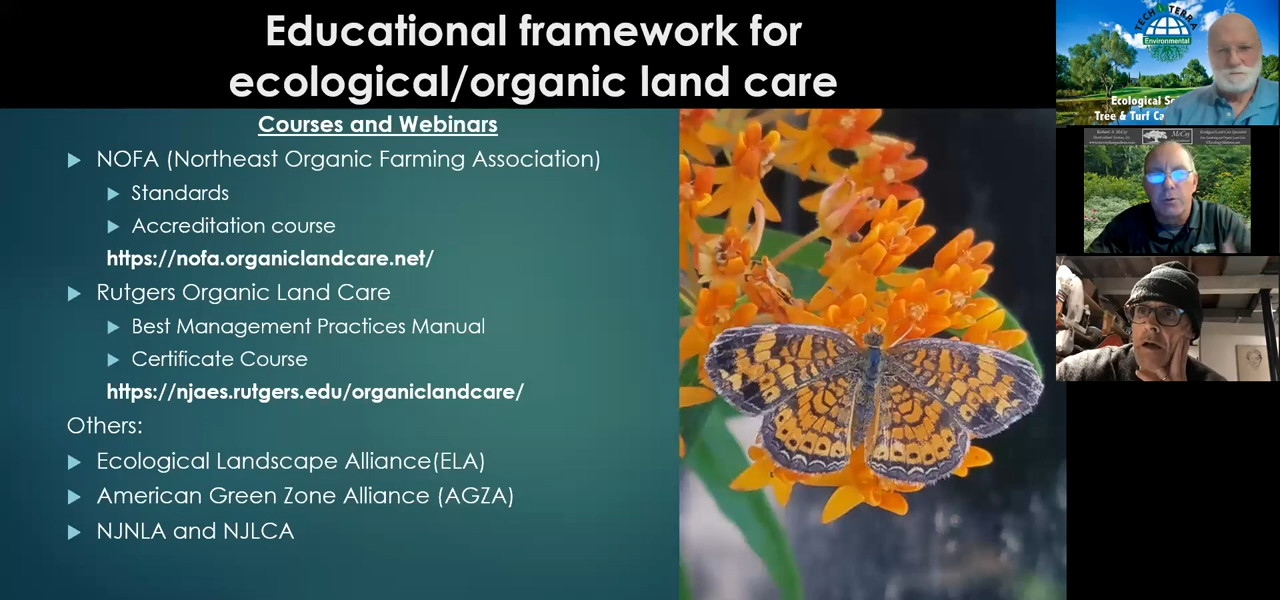 Educational framework for
ecological/organic land care
Courses and Webinars
NOFA (Northeast Organic Farming Association)
Standards
Accreditation course
https://nofa.organiclandcare.net/
Rutgers Organic Land Care
Best Management Practices Manual
Certificate Course
https://njaes.rutgers.edu/organiclandcare/
Others:
Ecological Landscape Alliance(ELA)
American Green Zone Alliance (AGZA)
NJNLA and NJLCA
TECH TERRA
Environmental
Ecological
Tree & Turf
McCoy